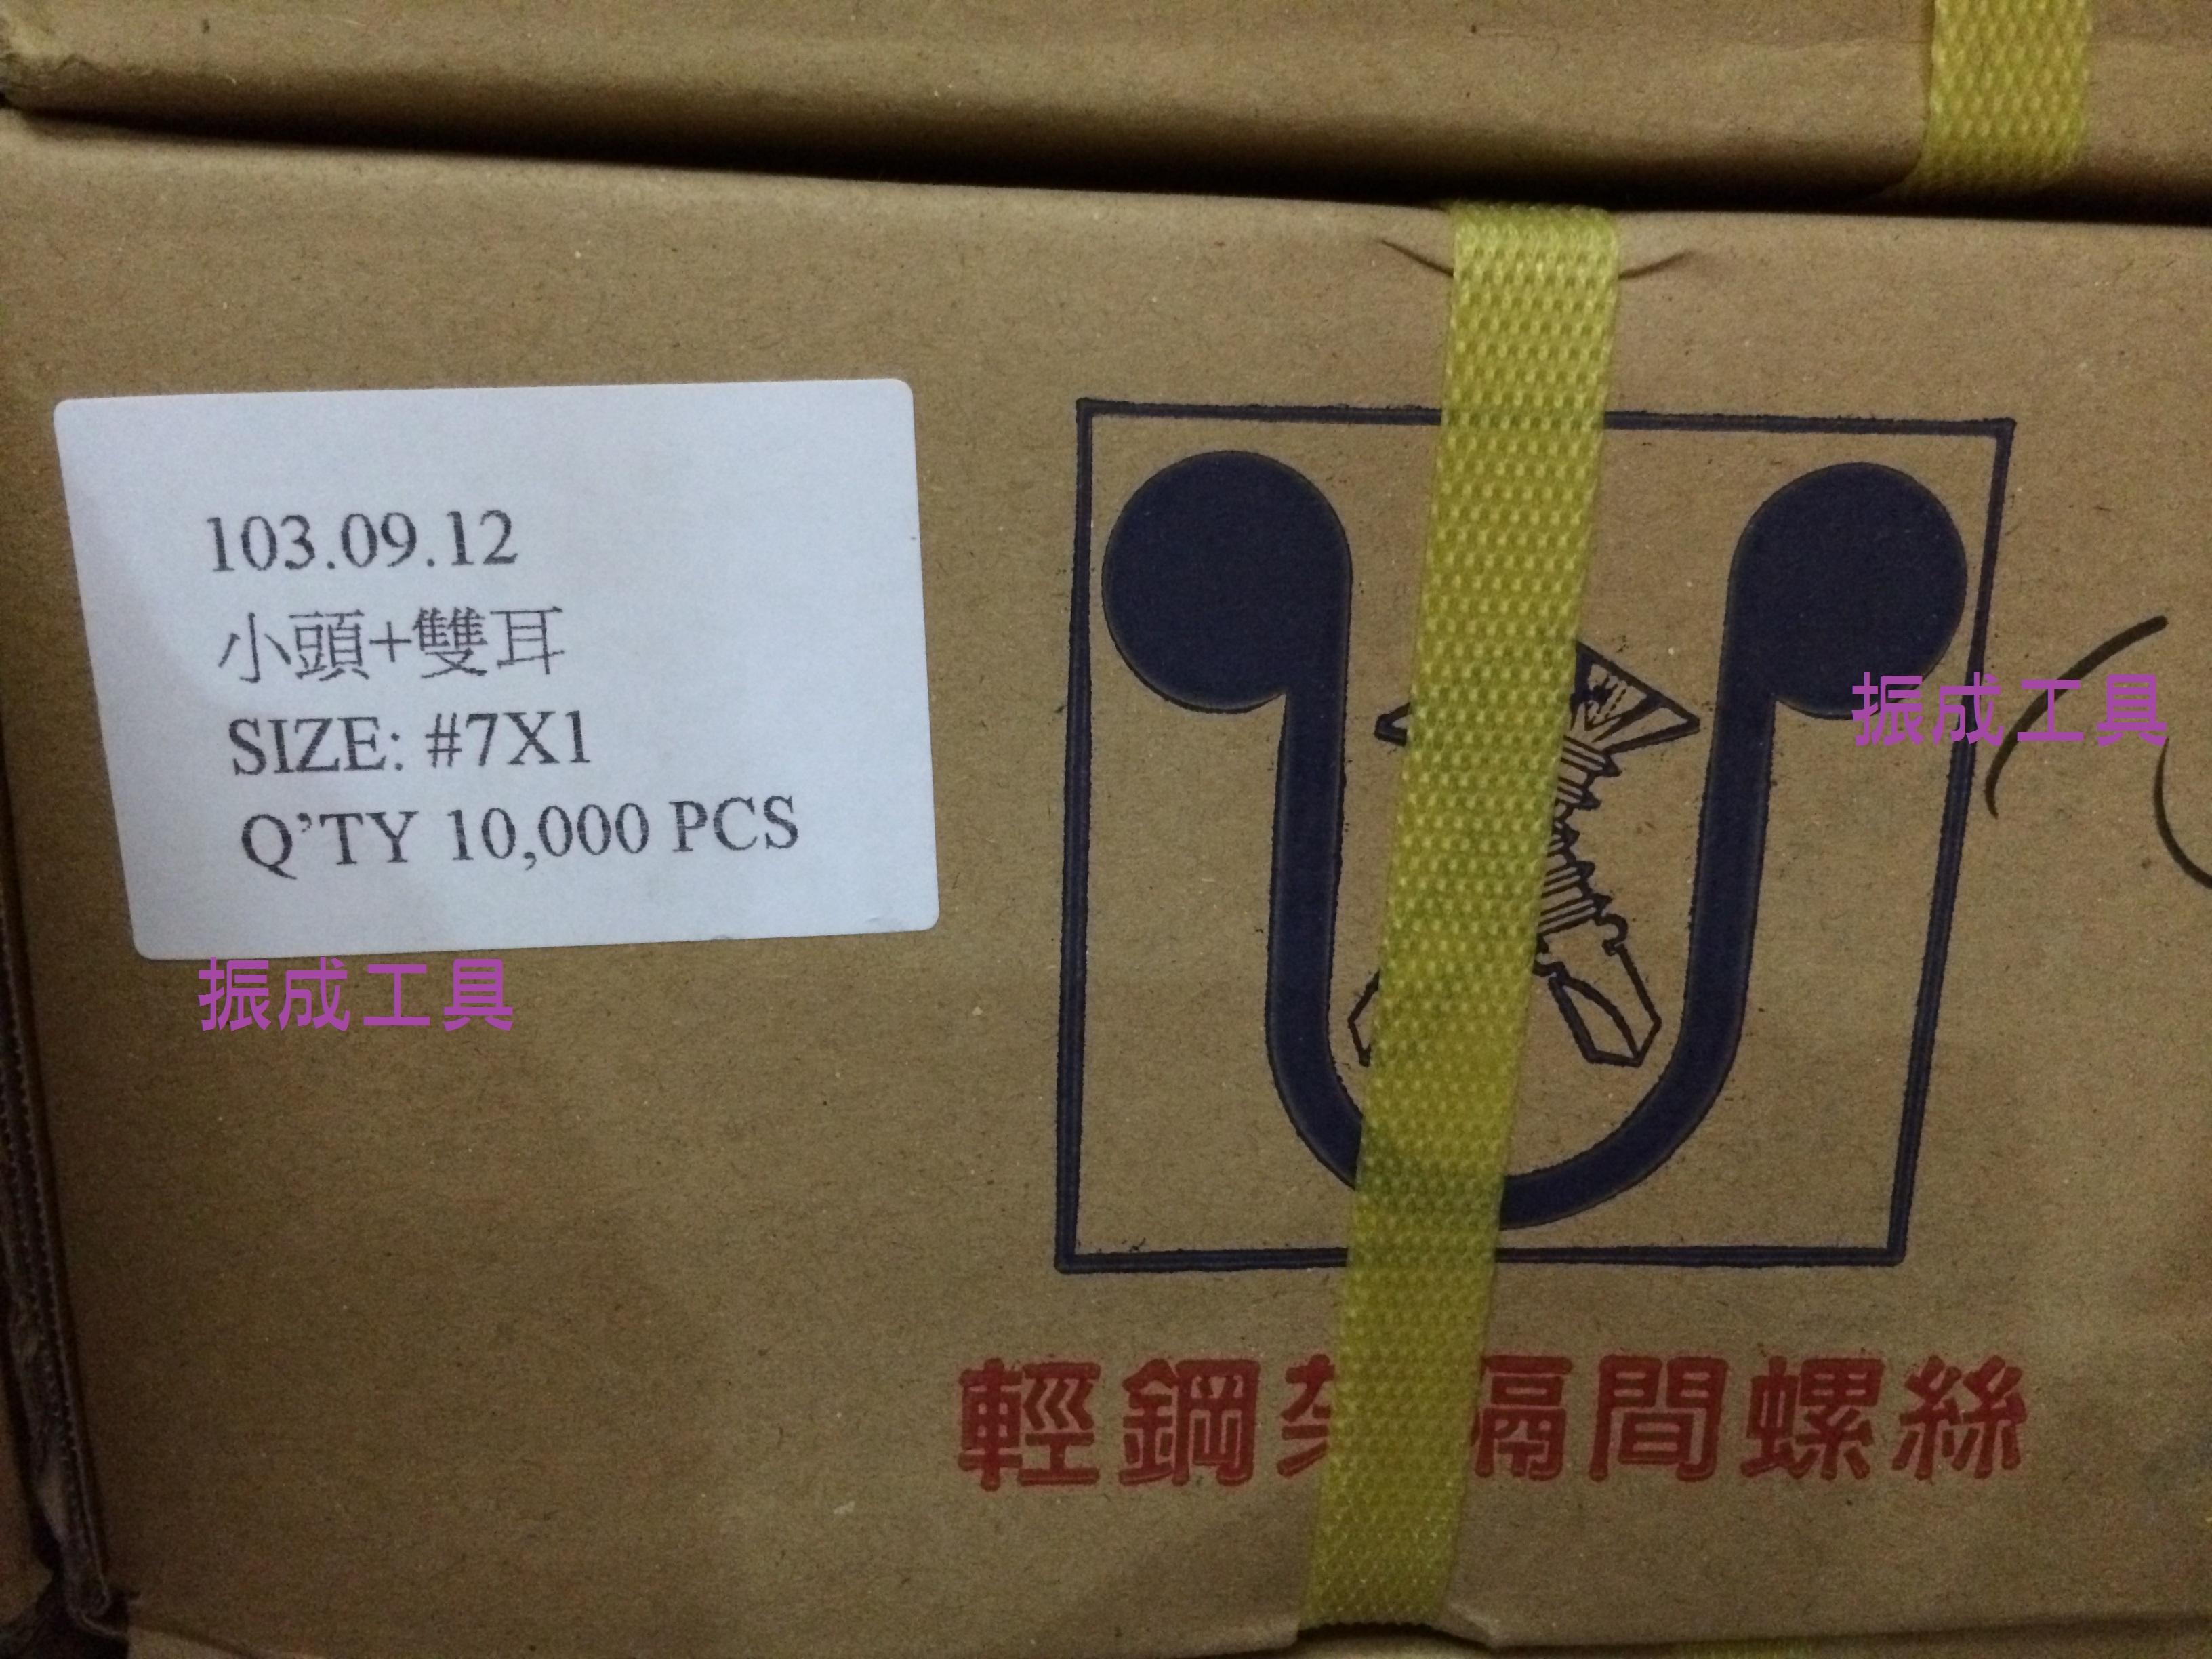 103.09.12
小頭+雙耳
SIZE: #7X1
Q'TY 10,000 PCS
振成工具
振成工具
輕鋼 隔間螺絲